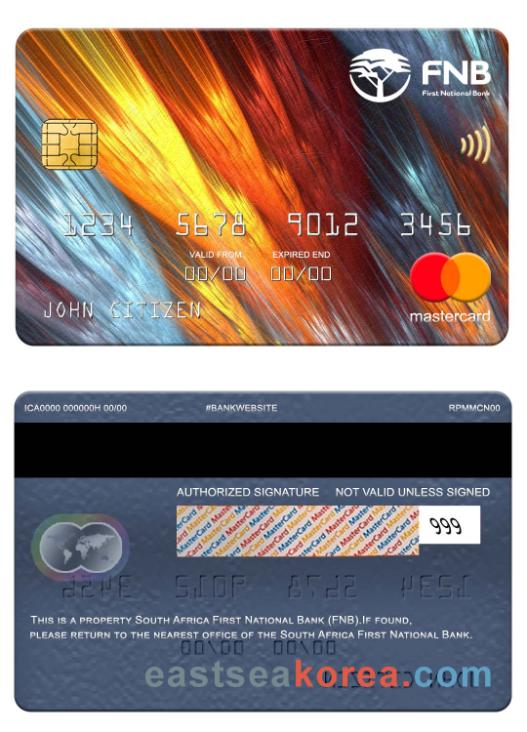 FNB
First National Bank
1234 5678 9012 3456
VALID FROM EXPIRED END
00/00 00/00
JOHN CITIZEN
mastercard
ICA0000 000000H 00/00 #BANKWEBSITE RPMMCN00
AUTHORIZED SIGNATURE NOT VALID UNLESS SIGNED
MasterCard MasterCard MasterCard
999
THIS IS A PROPERTY SOUTH AFRICA FIRST NATIONAL BANK (FNB).IF FOUND,
PLEASE RETURN TO THE NEAREST OFFICE OF THE SOUTH AFRICA FIRST NATIONAL BANK.
eastseakorea.com